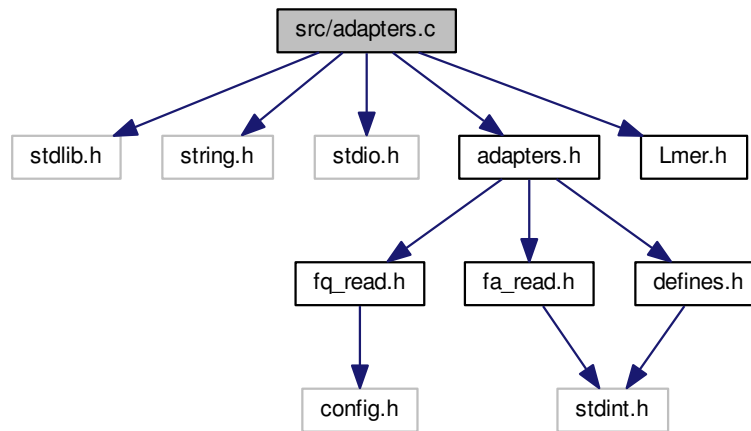 src/adapters.c
stdlib.h
string.h
stdio.h
adapters.h
Lmer.h
fq_read.h
fa_read.h
defines.h
config.h
stdint.h